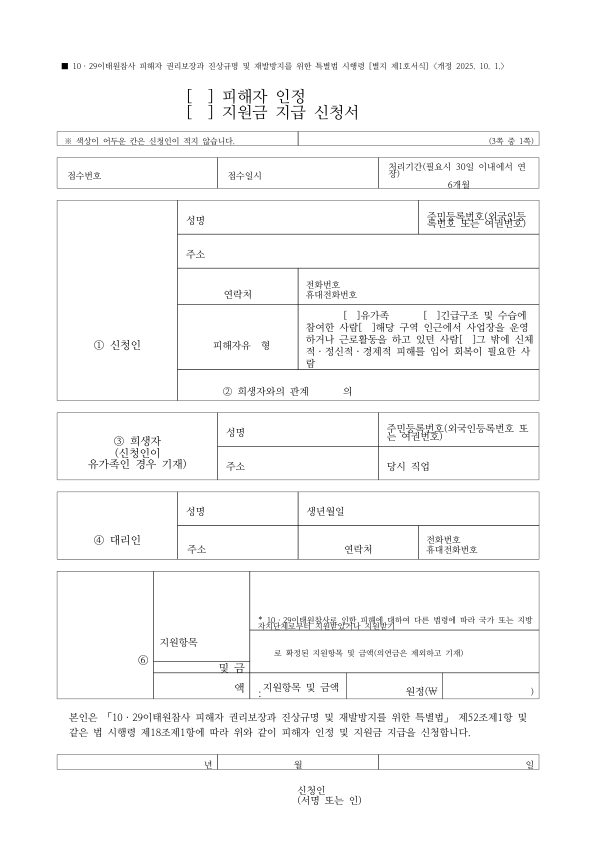 ■ 10·29이태원참사 피해자 권리보장과 진상규명 및 재발방지를 위한 특별법 시행령 [별지 제1호서식] <개정 2025. 10. 1.>
[ ] 피해자 인정
[ ] 지원금 지급 신청서
※ 색상이 어두운 칸은 신청인이 적지 않습니다.
(3쪽 중 1쪽)
접수번호
접수일시
처리기간(필요시 30일 이내에서 연
장)
6개월
① 신청인
성명
주민등록번호(외국인등
록번호 또는 여권번호)
주소
연락처
전화번호
휴대전화번호
피해자유 형
[ ]유가족 [ ]긴급구조 및 수습에
참여한 사람[ ]해당 구역 인근에서 사업장을 운영
하거나 근로활동을 하고 있던 사람[ ]그 밖에 신체
적·정신적·경제적 피해를 입어 회복이 필요한 사
람
② 희생자와의 관계 의
③ 희생자
(신청인이
유가족인 경우 기재)
성명
주민등록번호(외국인등록번호 또
는 여권번호)
주소
당시 직업
④ 대리인
성명
생년월일
주소
연락처
전화번호
휴대전화번호
⑥
지원항목
및 금
액
* 10·29이태원참사로 인한 피해에 대하여 다른 법령에 따라 국가 또는 지방
자치단체로부터 지원받았거나 지원받기
로 확정된 지원항목 및 금액(의연금은 제외하고 기재)
: 지원항목 및 금액
원정(₩
)
본인은 「10·29이태원참사 피해자 권리보장과 진상규명 및 재발방지를 위한 특별법」 제52조제1항 및
같은 법 시행령 제18조제1항에 따라 위와 같이 피해자 인정 및 지원금 지급을 신청합니다.
년 월 일
신청인
(서명 또는 인)